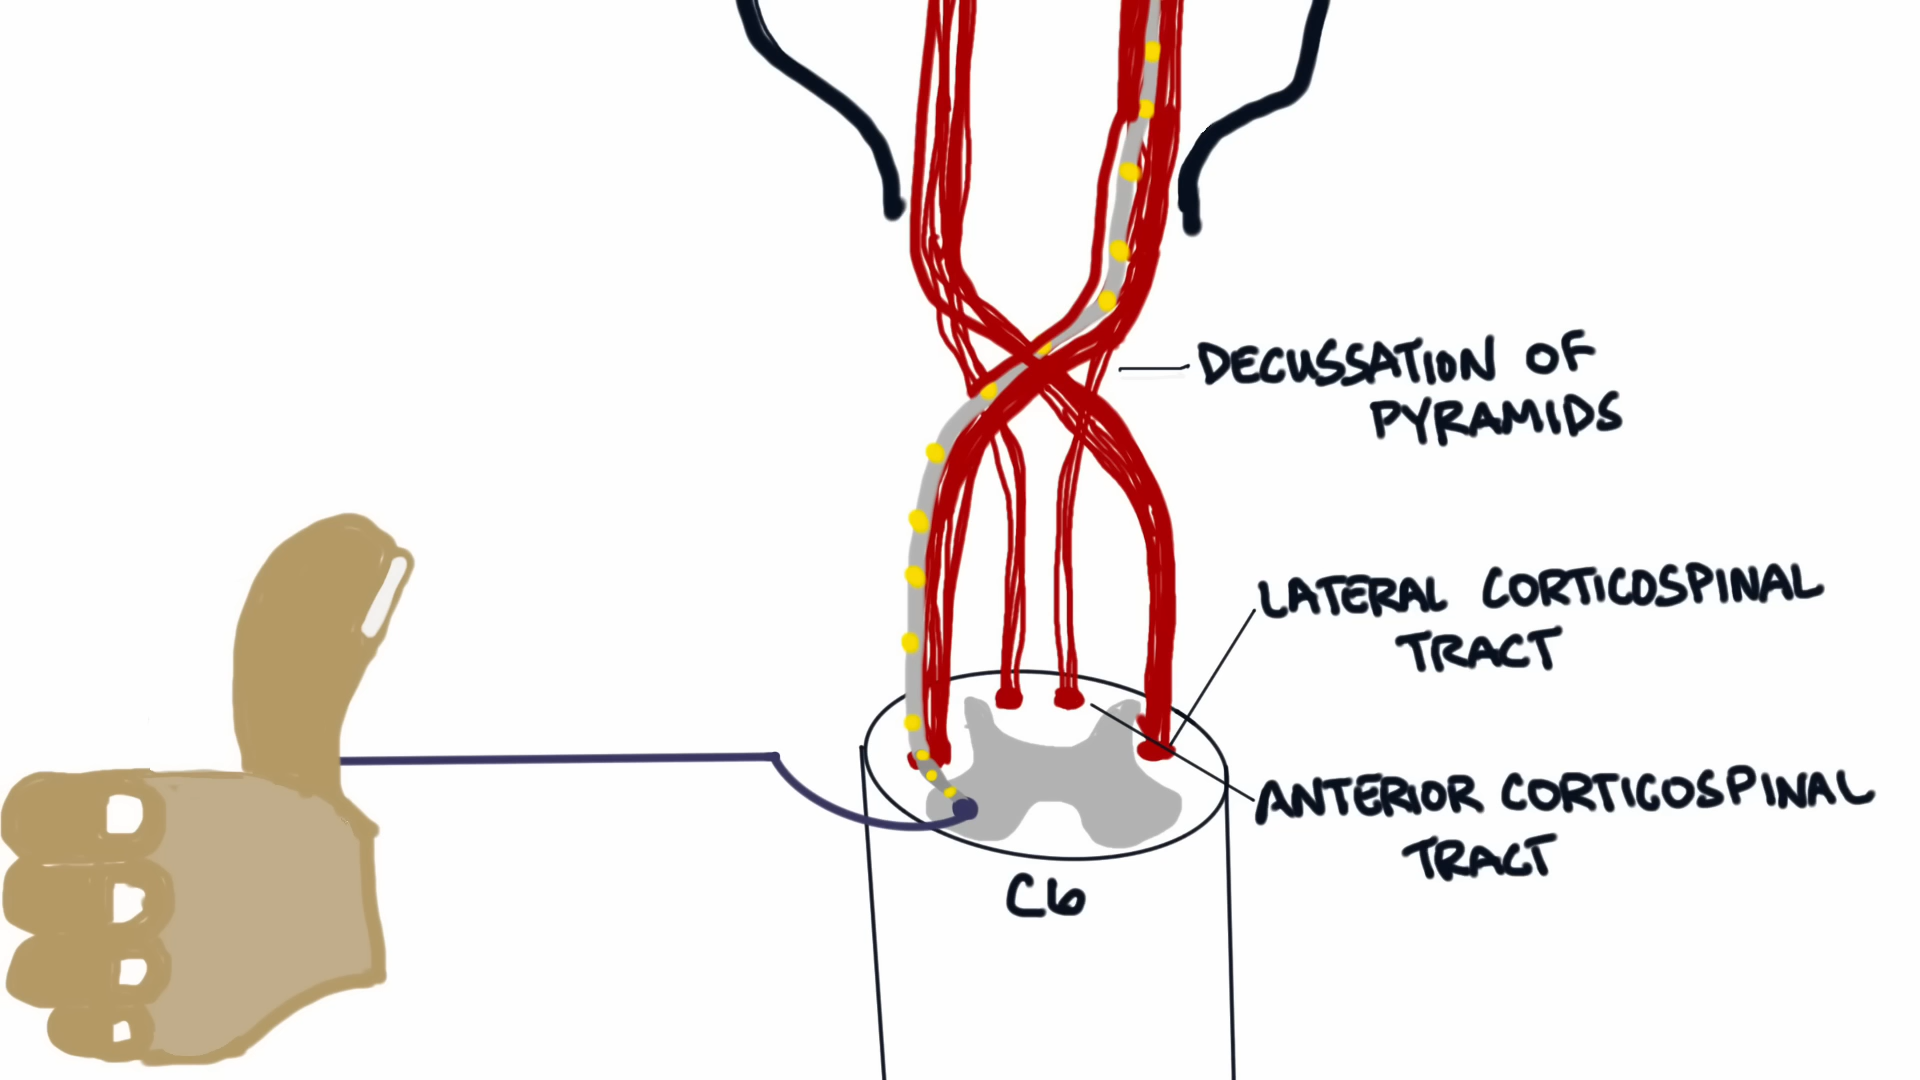 DECUSSATION OF
PYRAMIDS
LATERAL CORTICOSPINAL
TRACT
ANTERIOR CORTICOSPINAL
TRACT
C6